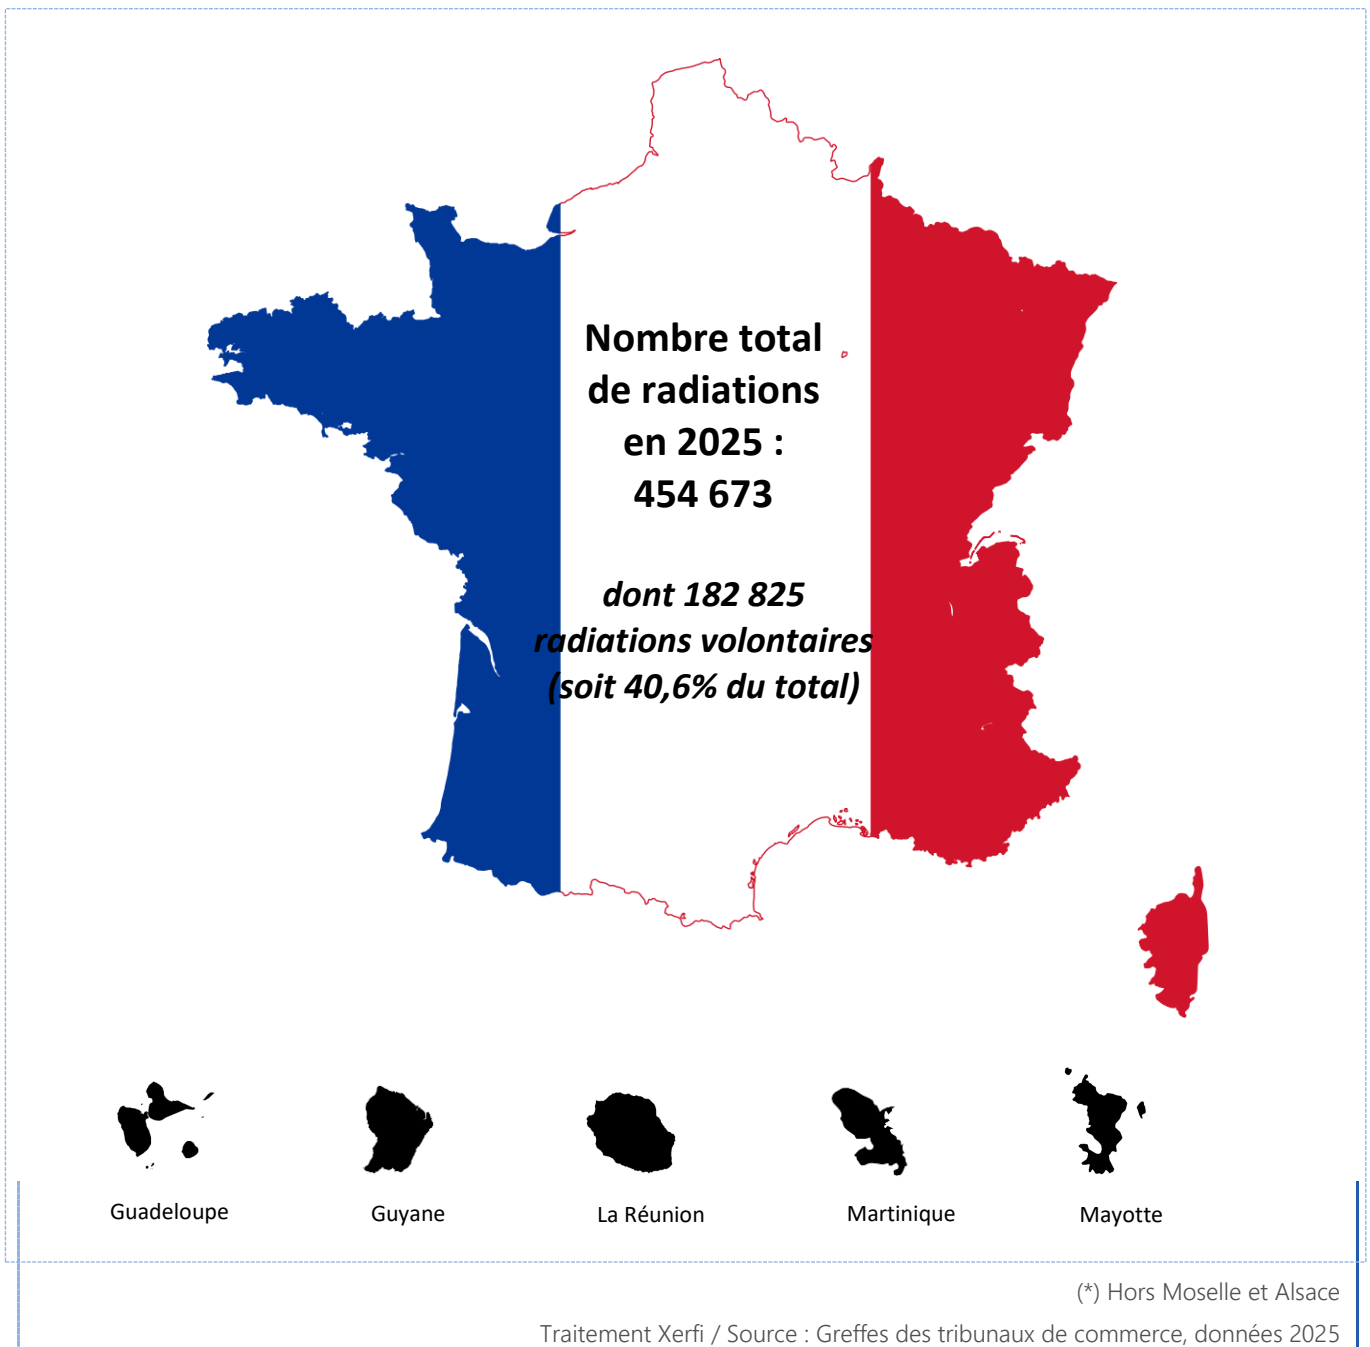 Nombre total
de radiations
en 2025 :
454 673
dont 182 825
radiations volontaires
(soit 40,6% du total)
Guadeloupe
Guyane
La Réunion
Martinique
Mayotte
(*) Hors Moselle et Alsace
Traitement Xerfi / Source : Greffes des tribunaux de commerce, données 2025